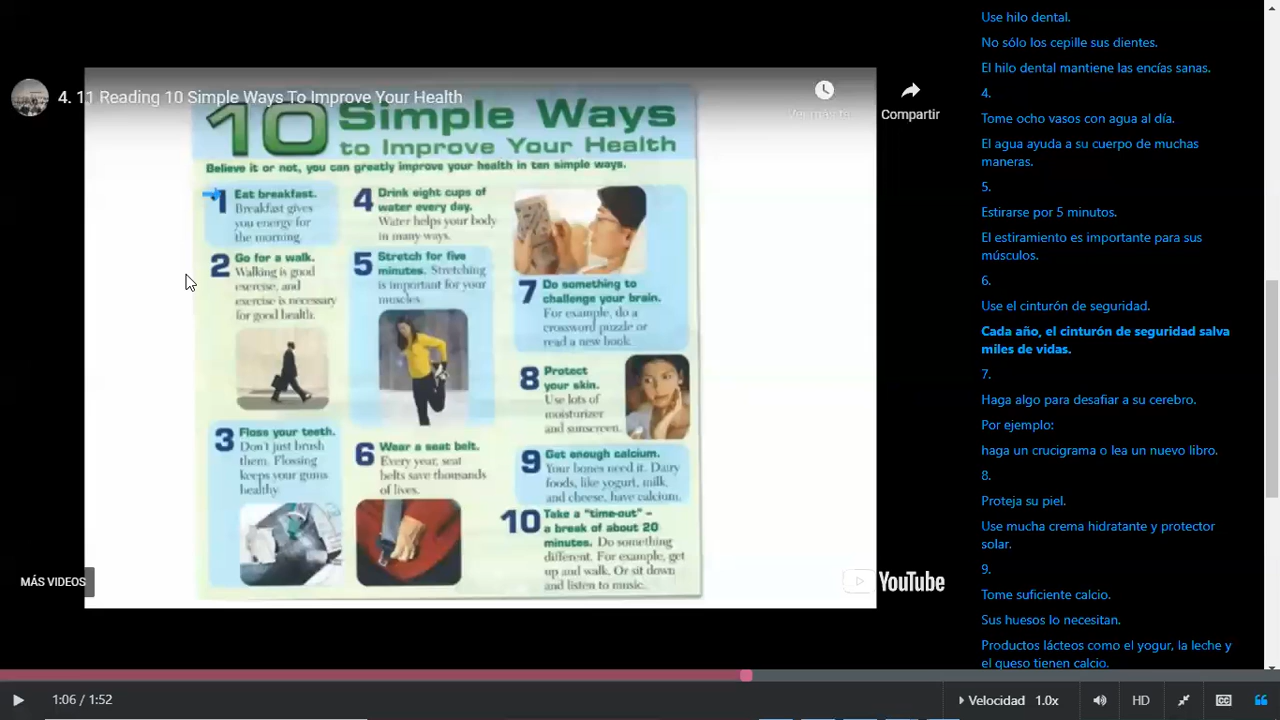 4. 11 Reading 10 Simple Ways To Improve Your Health
Compartir
10 Simple Ways
to Improve Your Health
Believe it or not, you can greatly improve your health in ten simple ways.
1 Eat breakfast.
Breakfast gives
you energy for
the morning.
2 Go for a walk.
Walking is good
exercise, and
exercise is necessary
for good health.
3 Floss your teeth.
Don't just brush
them. Flossing
keeps your gums
healthy.
4 Drink eight cups of
water every day.
Water helps your body
in many ways.
5 Stretch for five
minutes. Stretching
is important for your
muscles.
6 Wear a seat belt.
Every year, seat
belts save thousands
of lives.
7 Do something to
challenge your brain.
For example, do a
crossword puzzle or
read a new book.
8 Protect
your skin.
Use lots of
moisturizer
and sunscreen.
9 Get enough calcium.
Your bones need it. Dairy
foods, like yogurt, milk,
and cheese, have calcium.
10 Take a "time-out" –
a break of about 20
minutes. Do something
different. For example, get
up and walk. Or sit down
and listen to music.
MÁS VIDEOS
YouTube
Use hilo dental.
No sólo los cepille sus dientes.
El hilo dental mantiene las encías sanas.
4.
Tome ocho vasos con agua al día.
El agua ayuda a su cuerpo de muchas
maneras.
5.
Estirarse por 5 minutos.
El estiramiento es importante para sus
músculos.
6.
Use el cinturón de seguridad.
Cada año, el cinturón de seguridad salva
miles de vidas.
7.
Haga algo para desafiar a su cerebro.
Por ejemplo:
haga un crucigrama o lea un nuevo libro.
8.
Proteja su piel.
Use mucha crema hidratante y protector
solar.
9.
Tome suficiente calcio.
Sus huesos lo necesitan.
Productos lácteos como el yogur, la leche y
el queso tienen calcio.
1:06 / 1:52
Velocidad 1.0x
HD
CC